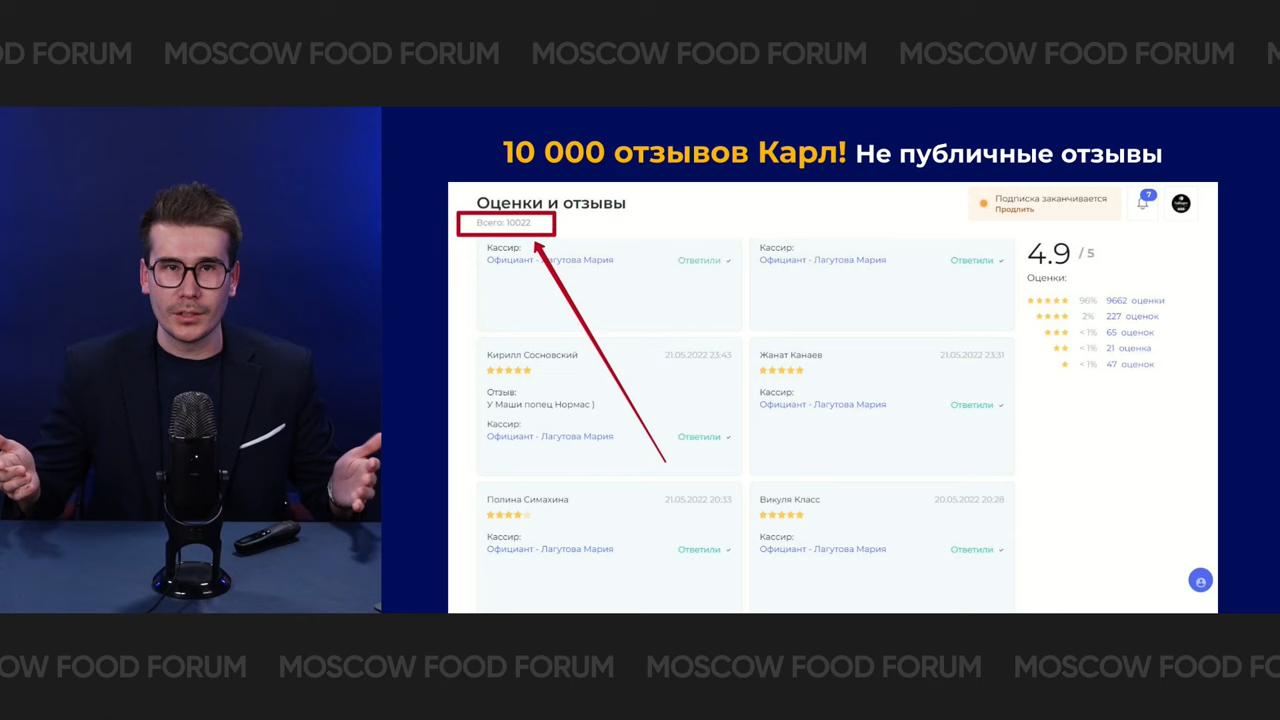 D FORUM MOSCOW FOOD FORUM MOSCOW FOOD FORUM MOSCOW FOOD FORUM
10 000 отзывов Карл! Не публичные отзывы
Оценки и отзывы
Всего: 10022
Подписка заканчивается
Продлить
7
Кассир:
Официант - Лагутова Мария
Ответили
Кассир:
Официант - Лагутова Мария
Ответили
4.9 / 5
Оценки:
96% 9662 оценки
2% 227 оценок
<1% 65 оценок
<1% 21 оценка
<1% 47 оценок
Кирилл Сосновский 21.05.2022 23:43
Отзыв:
У Маши попец Нормас )
Кассир:
Официант - Лагутова Мария
Ответили
Жанат Канаев 21.05.2022 23:31
Кассир:
Официант - Лагутова Мария
Ответили
Полина Симахина 21.05.2022 20:33
Кассир:
Официант - Лагутова Мария
Ответили
Викуля Класс 20.05.2022 20:28
Кассир:
Официант - Лагутова Мария
Ответили
OW FOOD FORUM MOSCOW FOOD FORUM MOSCOW FOOD FORUM MOSCOW FOOD F